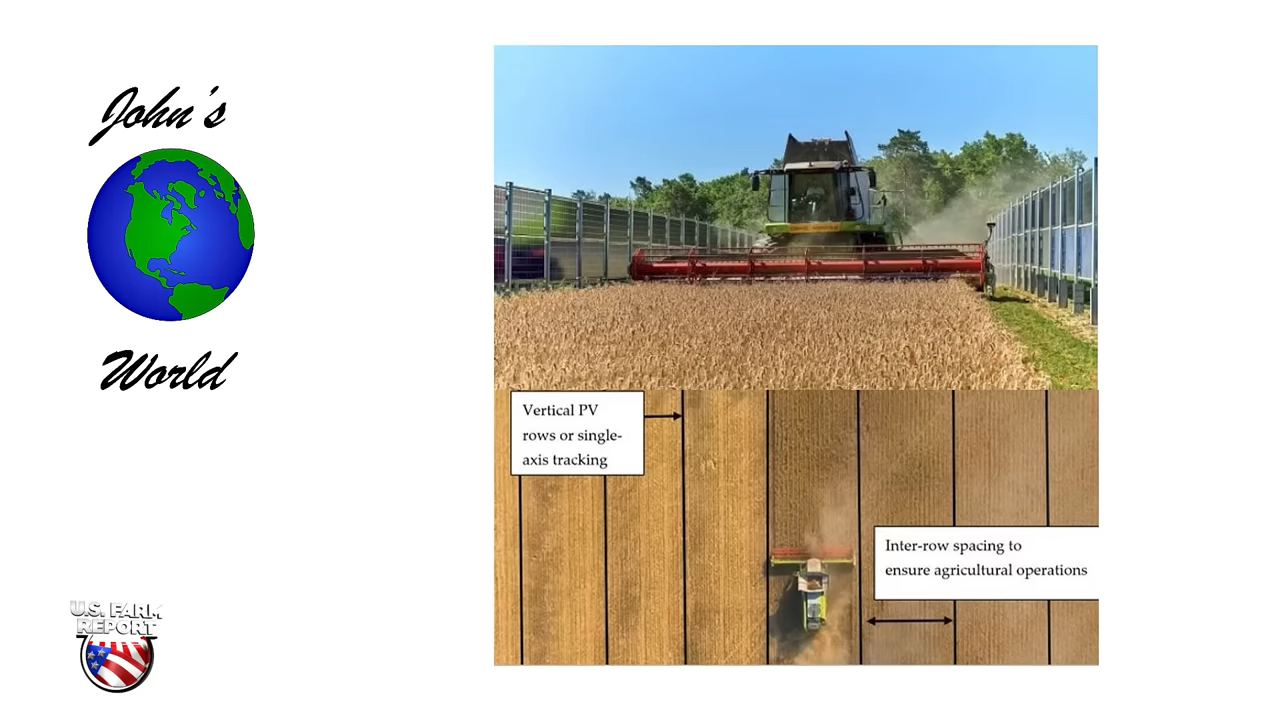 John's
World
Vertical PV
rows or single-
axis tracking
Inter-row spacing to
ensure agricultural operations
U.S. FARM
REPORT